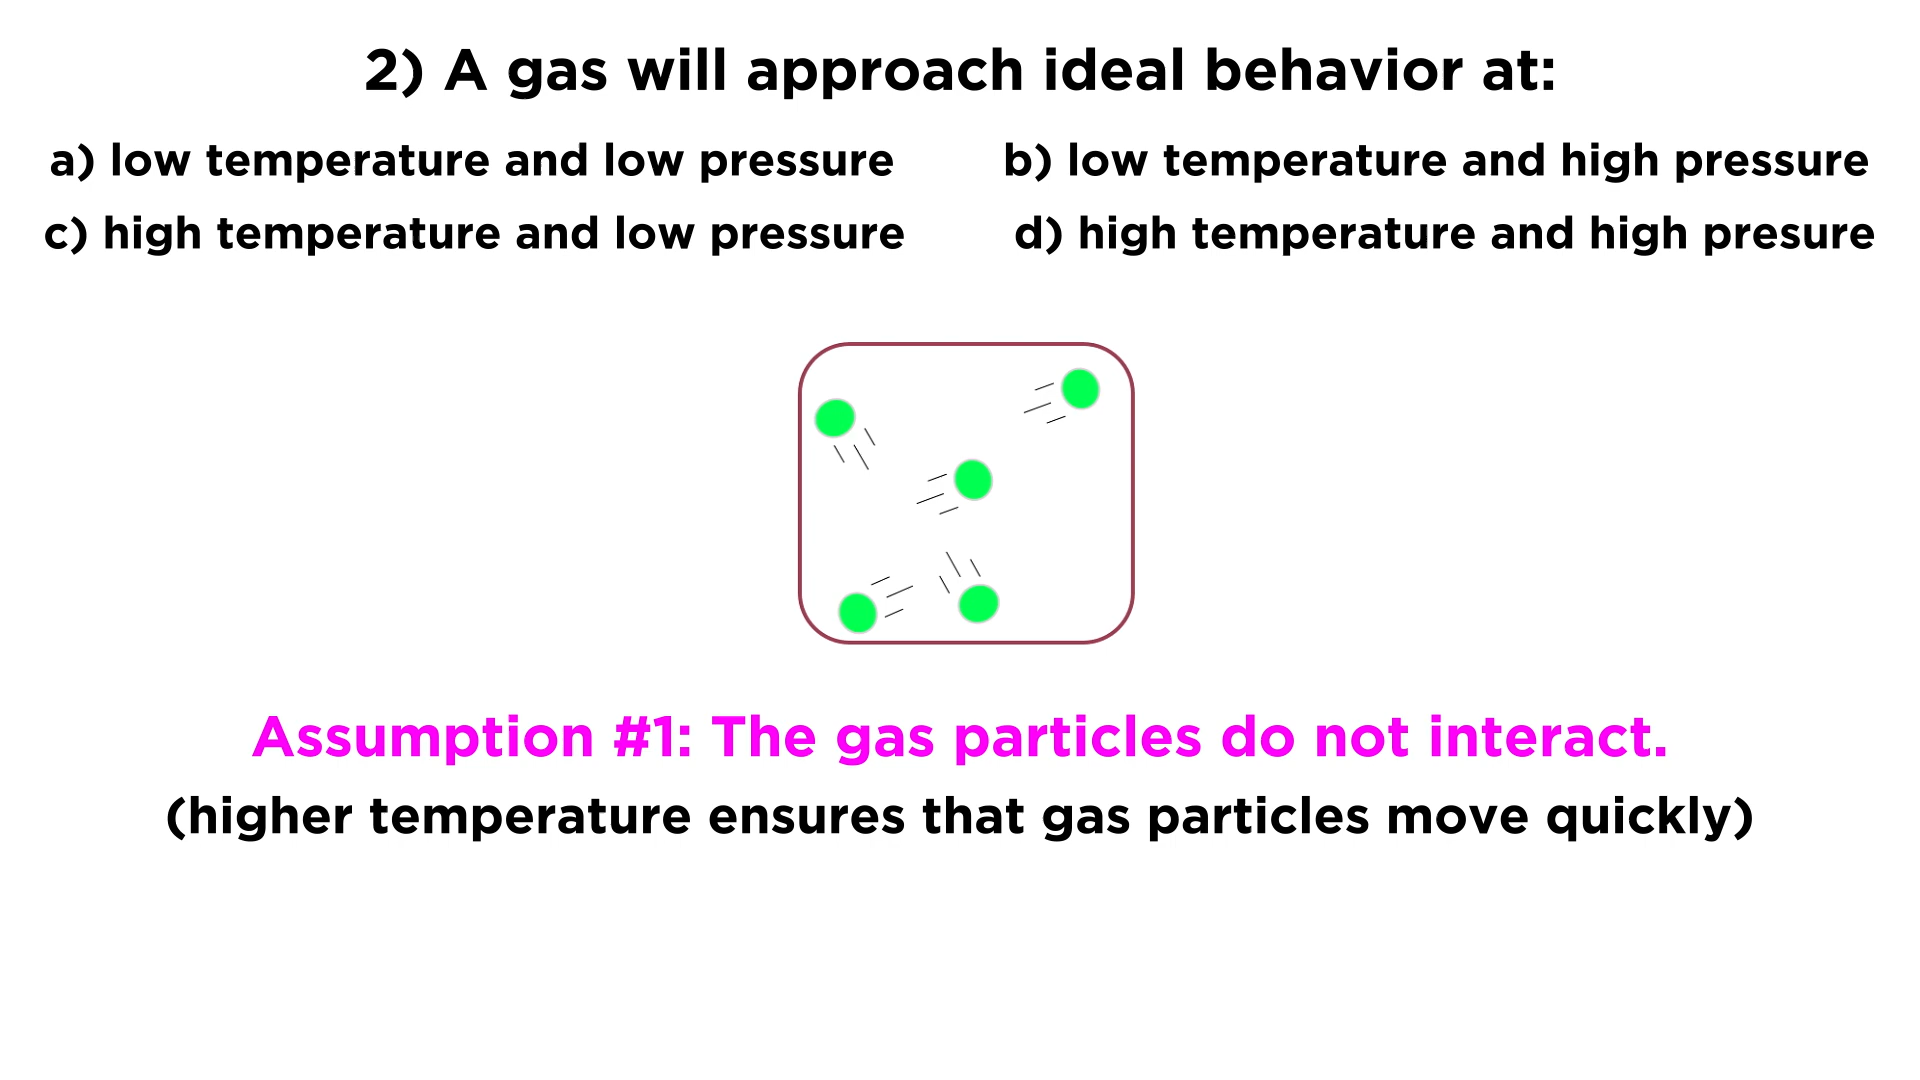 2) A gas will approach ideal behavior at:
a) low temperature and low pressure
b) low temperature and high pressure
c) high temperature and low pressure
d) high temperature and high presure
Assumption #1: The gas particles do not interact.
(higher temperature ensures that gas particles move quickly)